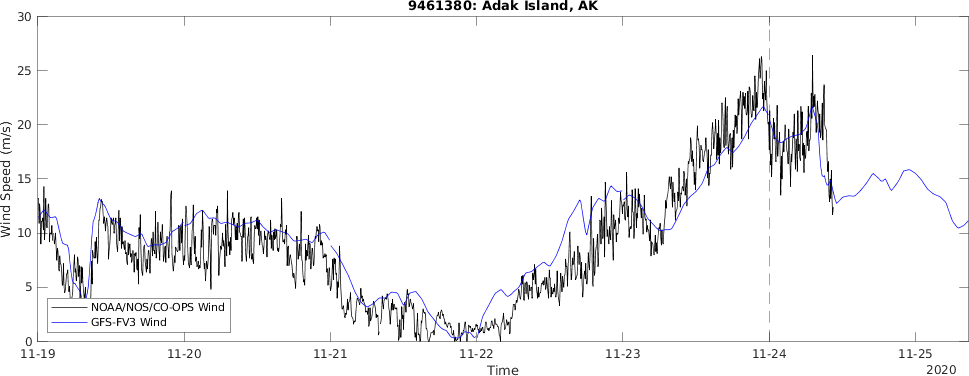 9461380: Adak Island, AK
Wind Speed (m/s)
30
25
20
15
10
5
0
NOAA/NOS/CO-OPS Wind
GFS-FV3 Wind
11-19 11-20 11-21 11-22 11-23 11-24 11-25
Time
2020